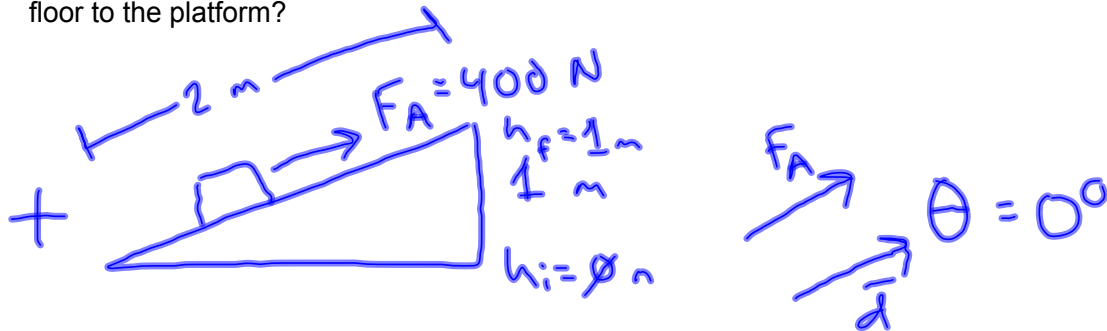 floor to the platform?
2 m
F_A = 400 N
h_f = 1 m
1 m
h_i = 0 m
+
F_A
d
θ = 0°